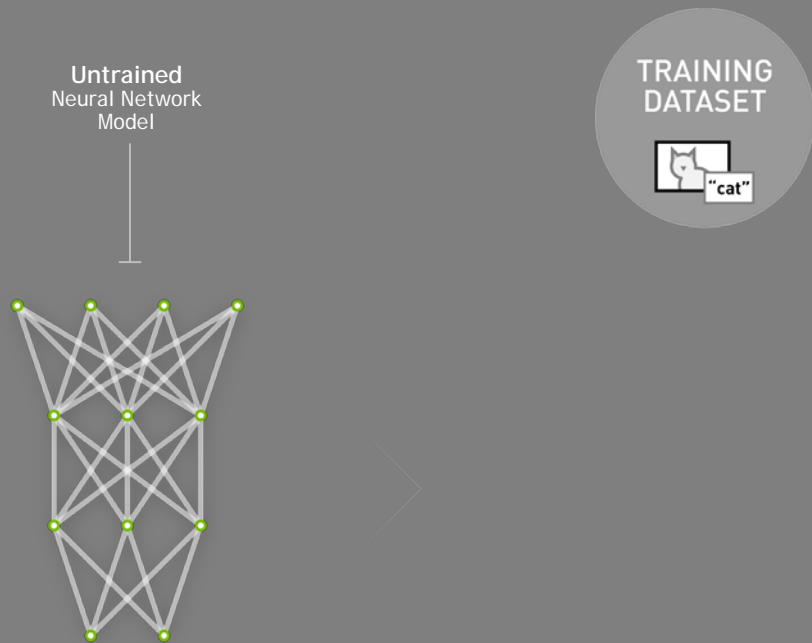 Untrained
Neural Network
Model
TRAINING
DATASET
“cat”